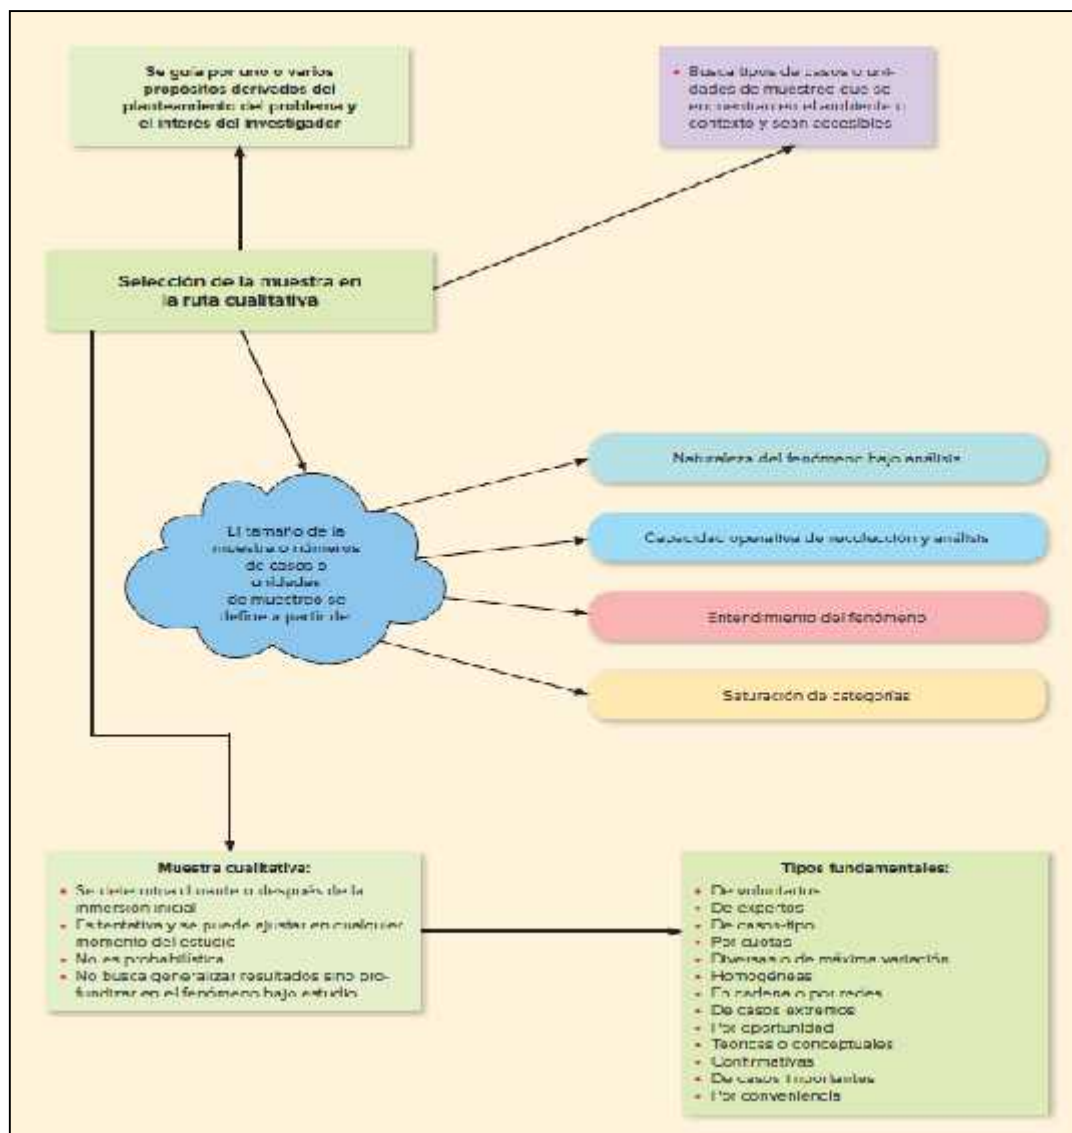 Se guía por uno o varios
propósitos derivados del
planteamiento del problema y
el interés del investigador
• Busca tipos de casos o uni-
dades de muestreo que se
encuentran en el ambiente o
contexto y sean accesibles
Selección de la muestra en
la ruta cualitativa
El tamaño de la
muestra o números
de casos o
unidades
de muestreo se
define a partir de
Naturaleza del fenómeno bajo análisis
Capacidad operativa de recolección y análisis
Entendimiento del fenómeno
Saturación de categorías
Muestra cualitativa:
• Se determina durante o después de la
inmersión inicial
• Es tentativa y se puede ajustar en cualquier
momento del estudio
• No es probabilística
• No busca generalizar resultados sino pro-
fundizar en el fenómeno bajo estudio
Tipos fundamentales:
• De voluntarios
• De expertos
• De casos-tipo
• Por cuotas
• Diversas o de máxima variación
• Homogéneas
• En cadena o por redes
• De casos extremos
• Por oportunidad
• Teóricas o conceptuales
• Confirmativas
• De casos importantes
• Por conveniencia